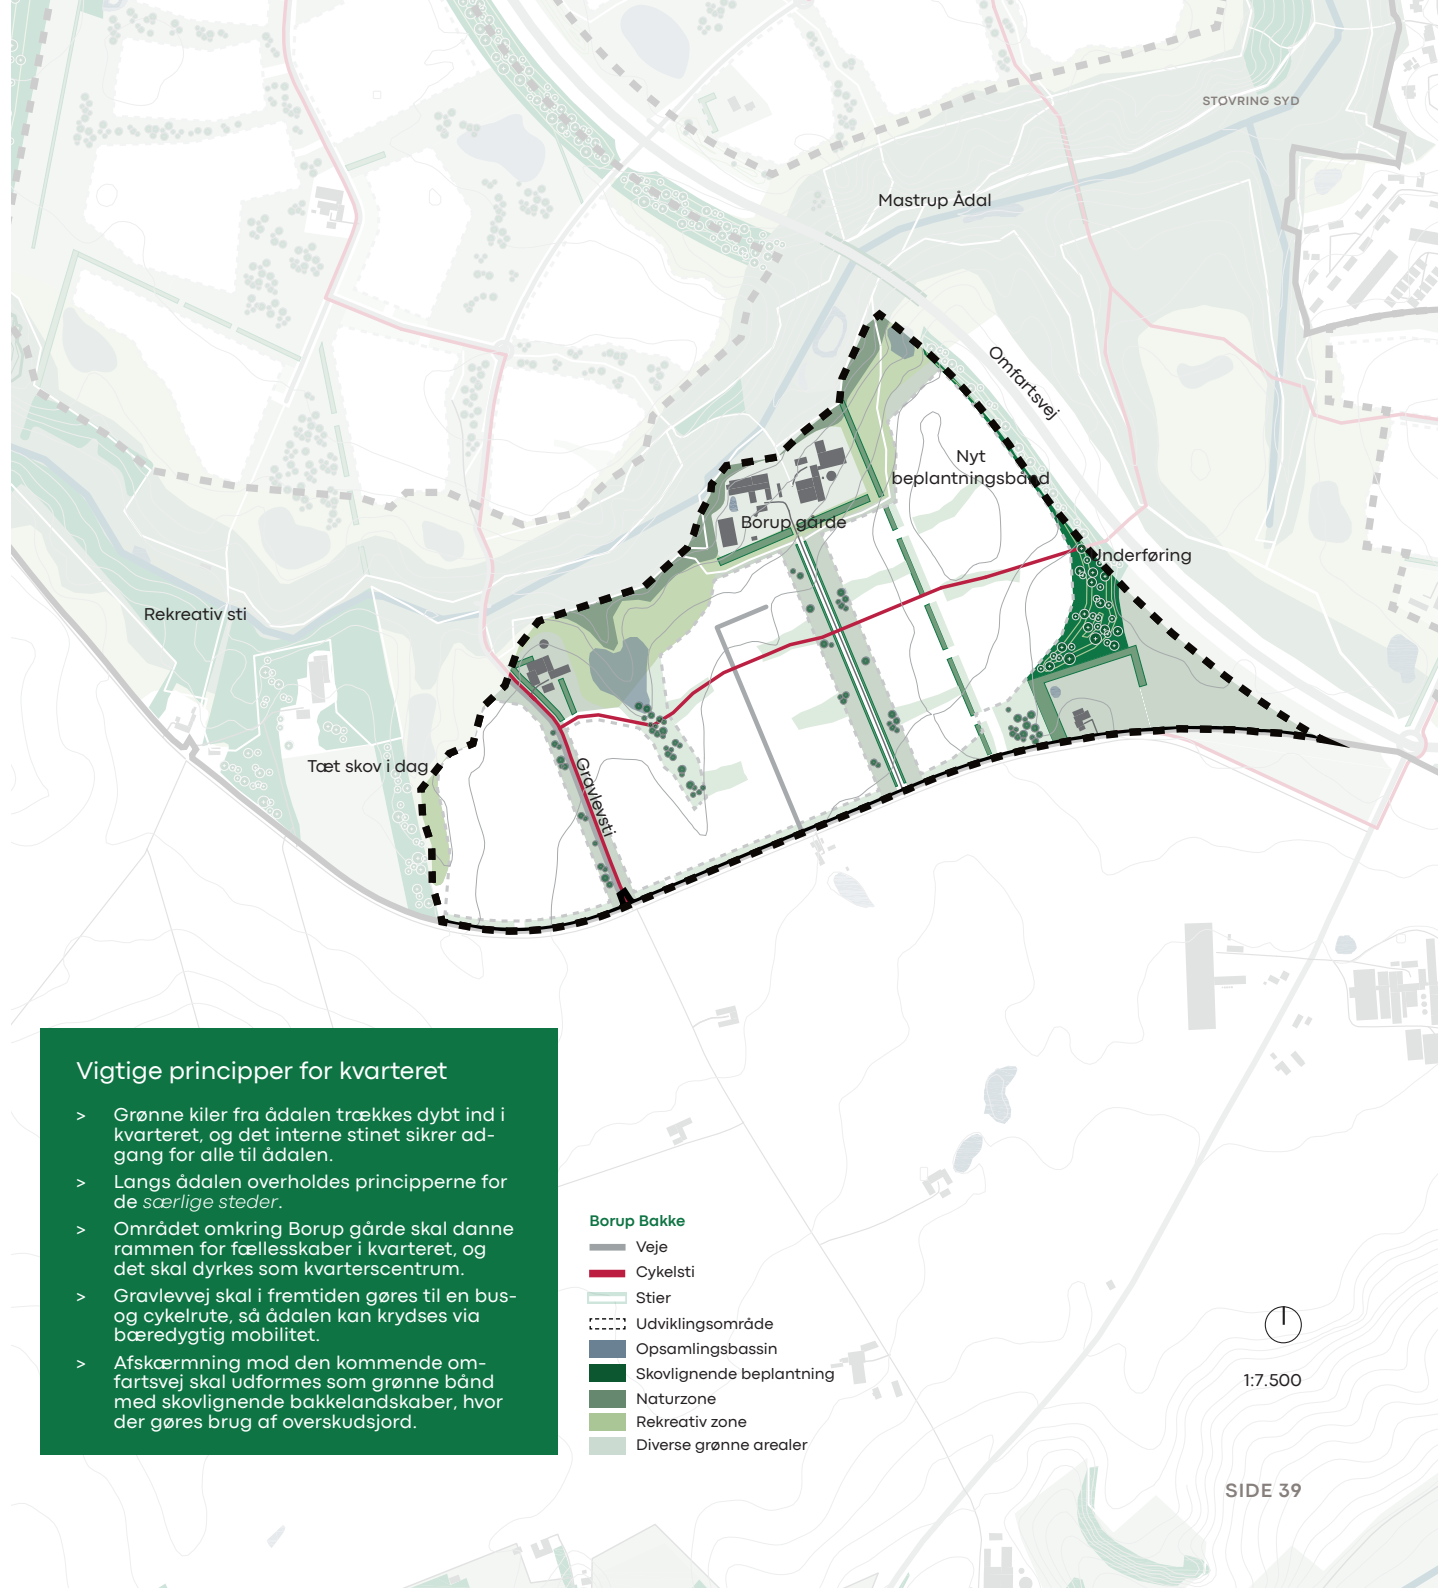 STØVRING SYD
Mastrup Ådal
Omfartsvej
Nyt
beplantningsbånd
Borup gårde
Underføring
Rekreativ sti
Tæt skov i dag
Gravlevsti
Vigtige principper for kvarteret
> Grønne kiler fra ådalen trækkes dybt ind i
kvarteret, og det interne stinet sikrer ad-
gang for alle til ådalen.
> Langs ådalen overholdes principperne for
de særlige steder.
> Området omkring Borup gårde skal danne
rammen for fællesskaber i kvarteret, og
det skal dyrkes som kvarterscentrum.
> Gravlevvej skal i fremtiden gøres til en bus-
og cykelrute, så ådalen kan krydses via
bæredygtig mobilitet.
> Afskærmning mod den kommende om-
fartsvej skal udformes som grønne bånd
med skovlignende bakkelandskaber, hvor
der gøres brug af overskudsjord.
Borup Bakke
Veje
Cykelsti
Stier
Udviklingsområde
Opsamlingsbassin
Skovlignende beplantning
Naturzone
Rekreativ zone
Diverse grønne arealer
1:7.500
SIDE 39